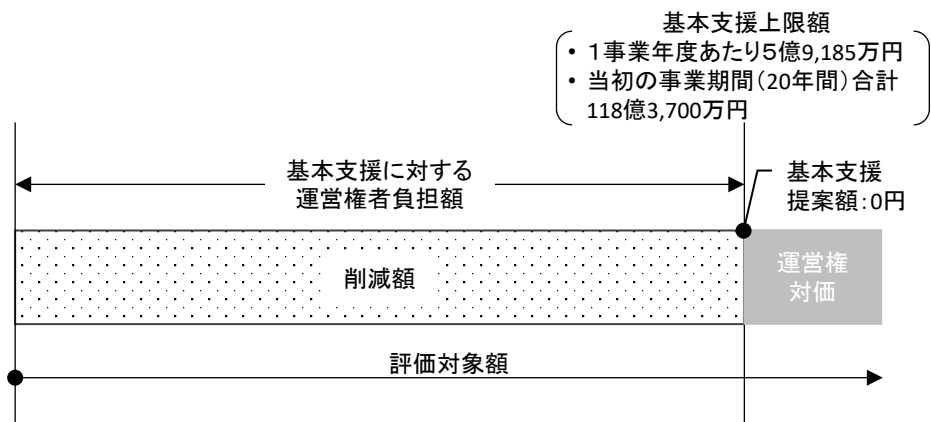 基本支援上限額
• １事業年度あたり5億9,185万円
• 当初の事業期間（20年間）合計
118億3,700万円
基本支援に対する
運営権者負担額
基本支援
提案額：0円
削減額
運営権
対価
評価対象額